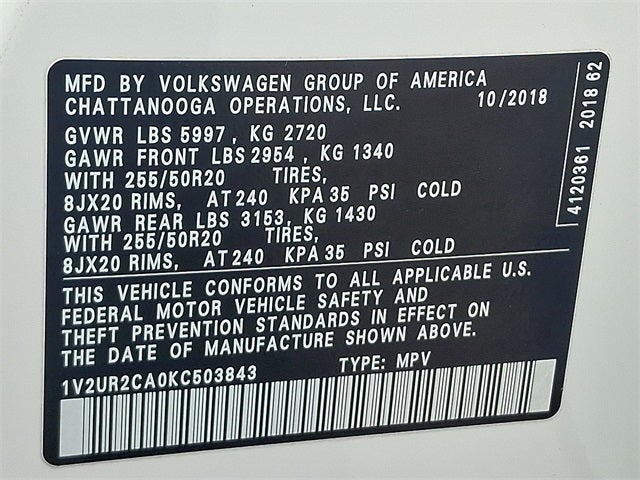 MFD BY VOLKSWAGEN GROUP OF AMERICA
CHATTANOOGA OPERATIONS, LLC. 10/2018
GVWR LBS 5997, KG 2720
GAWR FRONT LBS 2954, KG 1340
WITH 255/50R20 TIRES,
8JX20 RIMS, AT 240 KPA 35 PSI COLD
GAWR REAR LBS 3153, KG 1430
WITH 255/50R20 TIRES,
8JX20 RIMS, AT 240 KPA 35 PSI COLD
THIS VEHICLE CONFORMS TO ALL APPLICABLE U.S.
FEDERAL MOTOR VEHICLE SAFETY AND
THEFT PREVENTION STANDARDS IN EFFECT ON
THE DATE OF MANUFACTURE SHOWN ABOVE.
1V2UR2CA0KC503843 TYPE: MPV
4120361 2018 62